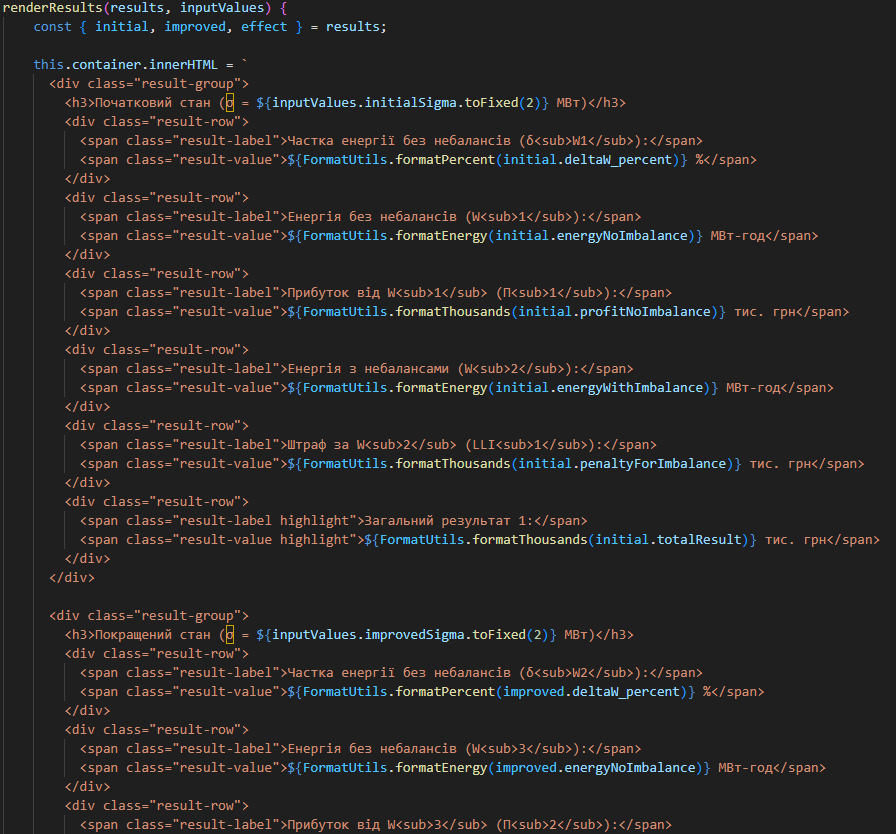 renderResults(results, inputValues) {
const { initial, improved, effect } = results;
this.container.innerHTML = `
<div class="result-group">
<h3>Початковий стан (σ = ${inputValues.initialSigma.toFixed(2)} МВт)</h3>
<div class="result-row">
<span class="result-label">Частка енергії без небалансів (δ<sub>W1</sub>):</span>
<span class="result-value">${FormatUtils.formatPercent(initial.deltaW_percent)} %</span>
</div>
<div class="result-row">
<span class="result-label">Енергія без небалансів (W<sub>1</sub>):</span>
<span class="result-value">${FormatUtils.formatEnergy(initial.energyNoImbalance)} МВт-год</span>
</div>
<div class="result-row">
<span class="result-label">Прибуток від W<sub>1</sub> (П<sub>1</sub>):</span>
<span class="result-value">${FormatUtils.formatThousands(initial.profitNoImbalance)} тис. грн</span>
</div>
<div class="result-row">
<span class="result-label">Енергія з небалансами (W<sub>2</sub>):</span>
<span class="result-value">${FormatUtils.formatEnergy(initial.energyWithImbalance)} МВт-год</span>
</div>
<div class="result-row">
<span class="result-label">Штраф за W<sub>2</sub> (LLI<sub>1</sub>):</span>
<span class="result-value">${FormatUtils.formatThousands(initial.penaltyForImbalance)} тис. грн</span>
</div>
<div class="result-row">
<span class="result-label highlight">Загальний результат 1:</span>
<span class="result-value highlight">${FormatUtils.formatThousands(initial.totalResult)} тис. грн</span>
</div>
</div>
<div class="result-group">
<h3>Покращений стан (σ = ${inputValues.improvedSigma.toFixed(2)} МВт)</h3>
<div class="result-row">
<span class="result-label">Частка енергії без небалансів (δ<sub>W2</sub>):</span>
<span class="result-value">${FormatUtils.formatPercent(improved.deltaW_percent)} %</span>
</div>
<div class="result-row">
<span class="result-label">Енергія без небалансів (W<sub>3</sub>):</span>
<span class="result-value">${FormatUtils.formatEnergy(improved.energyNoImbalance)} МВт-год</span>
</div>
<div class="result-row">
<span class="result-label">Прибуток від W<sub>3</sub> (П<sub>2</sub>):</span>